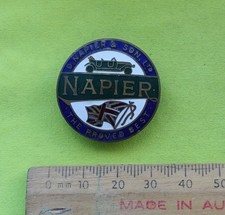 NAPIER & SON LTD
NAPIER
THE PROVED BEST
0 mm 10 20 30 40 50
MADE IN AU